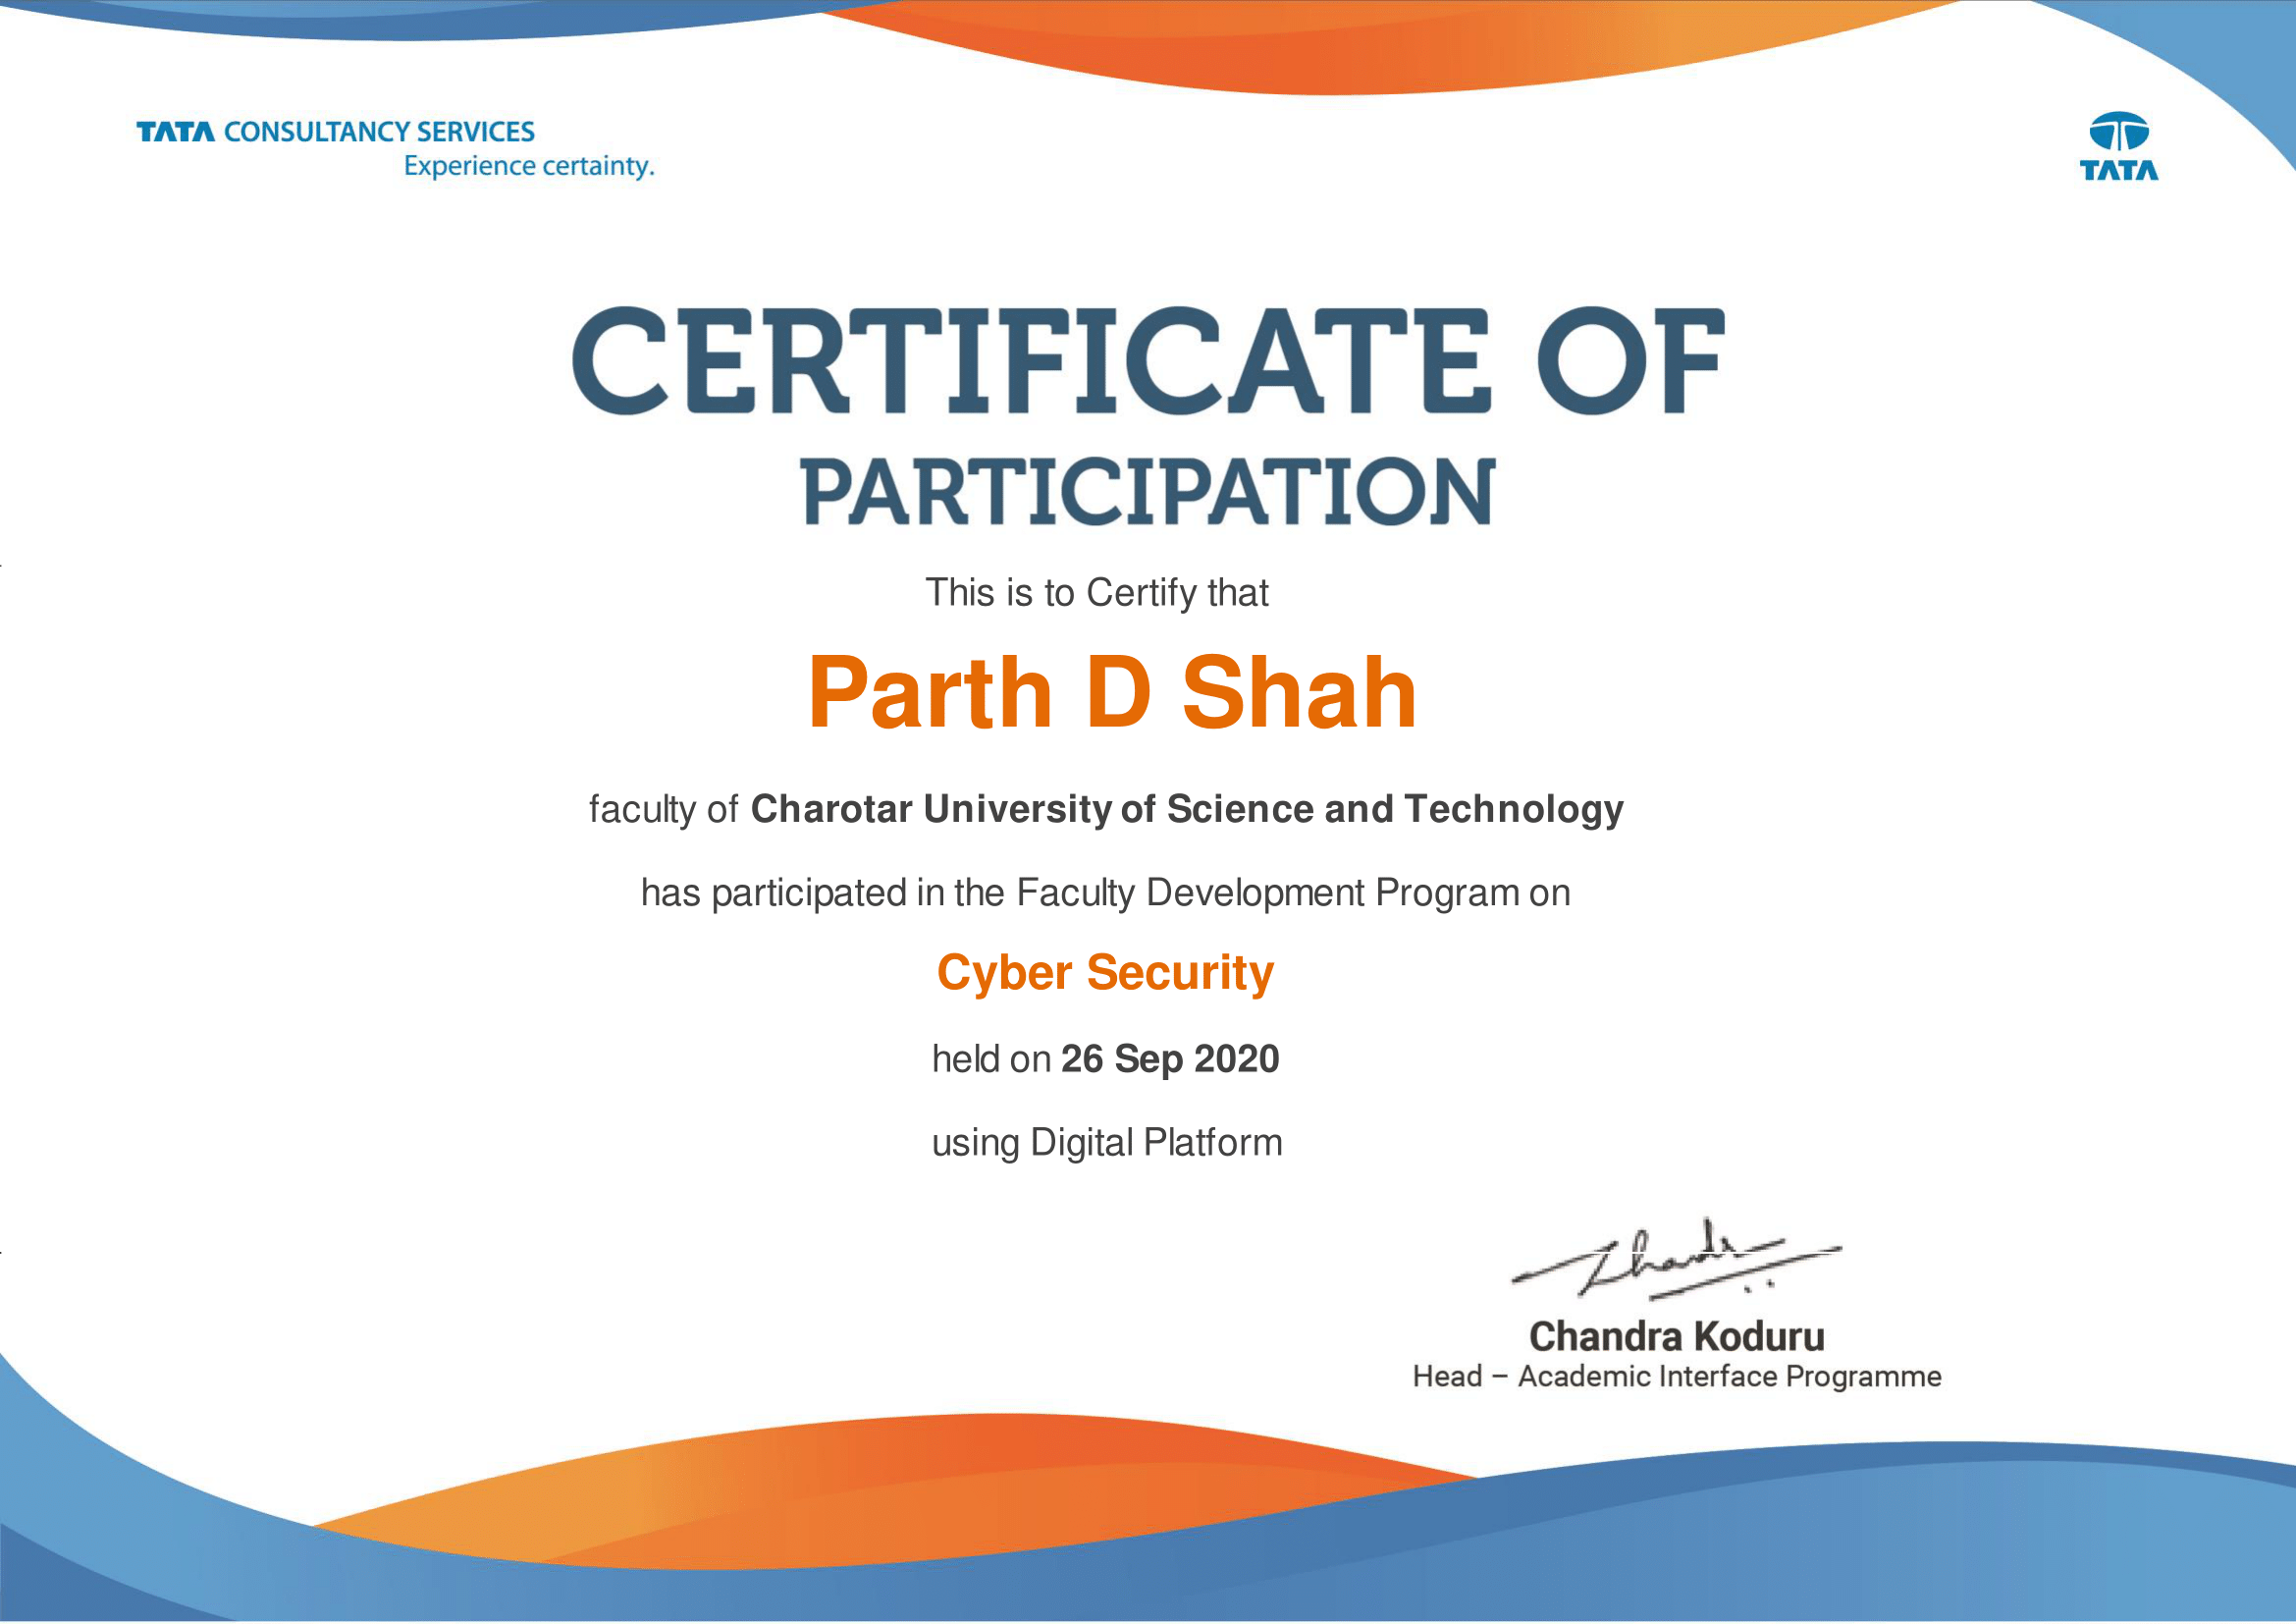 TATA CONSULTANCY SERVICES
Experience certainty.
TATA
CERTIFICATE OF
PARTICIPATION
This is to Certify that
Parth D Shah
faculty of Charotar University of Science and Technology
has participated in the Faculty Development Program on
Cyber Security
held on 26 Sep 2020
using Digital Platform
Chandra Koduru
Head – Academic Interface Programme